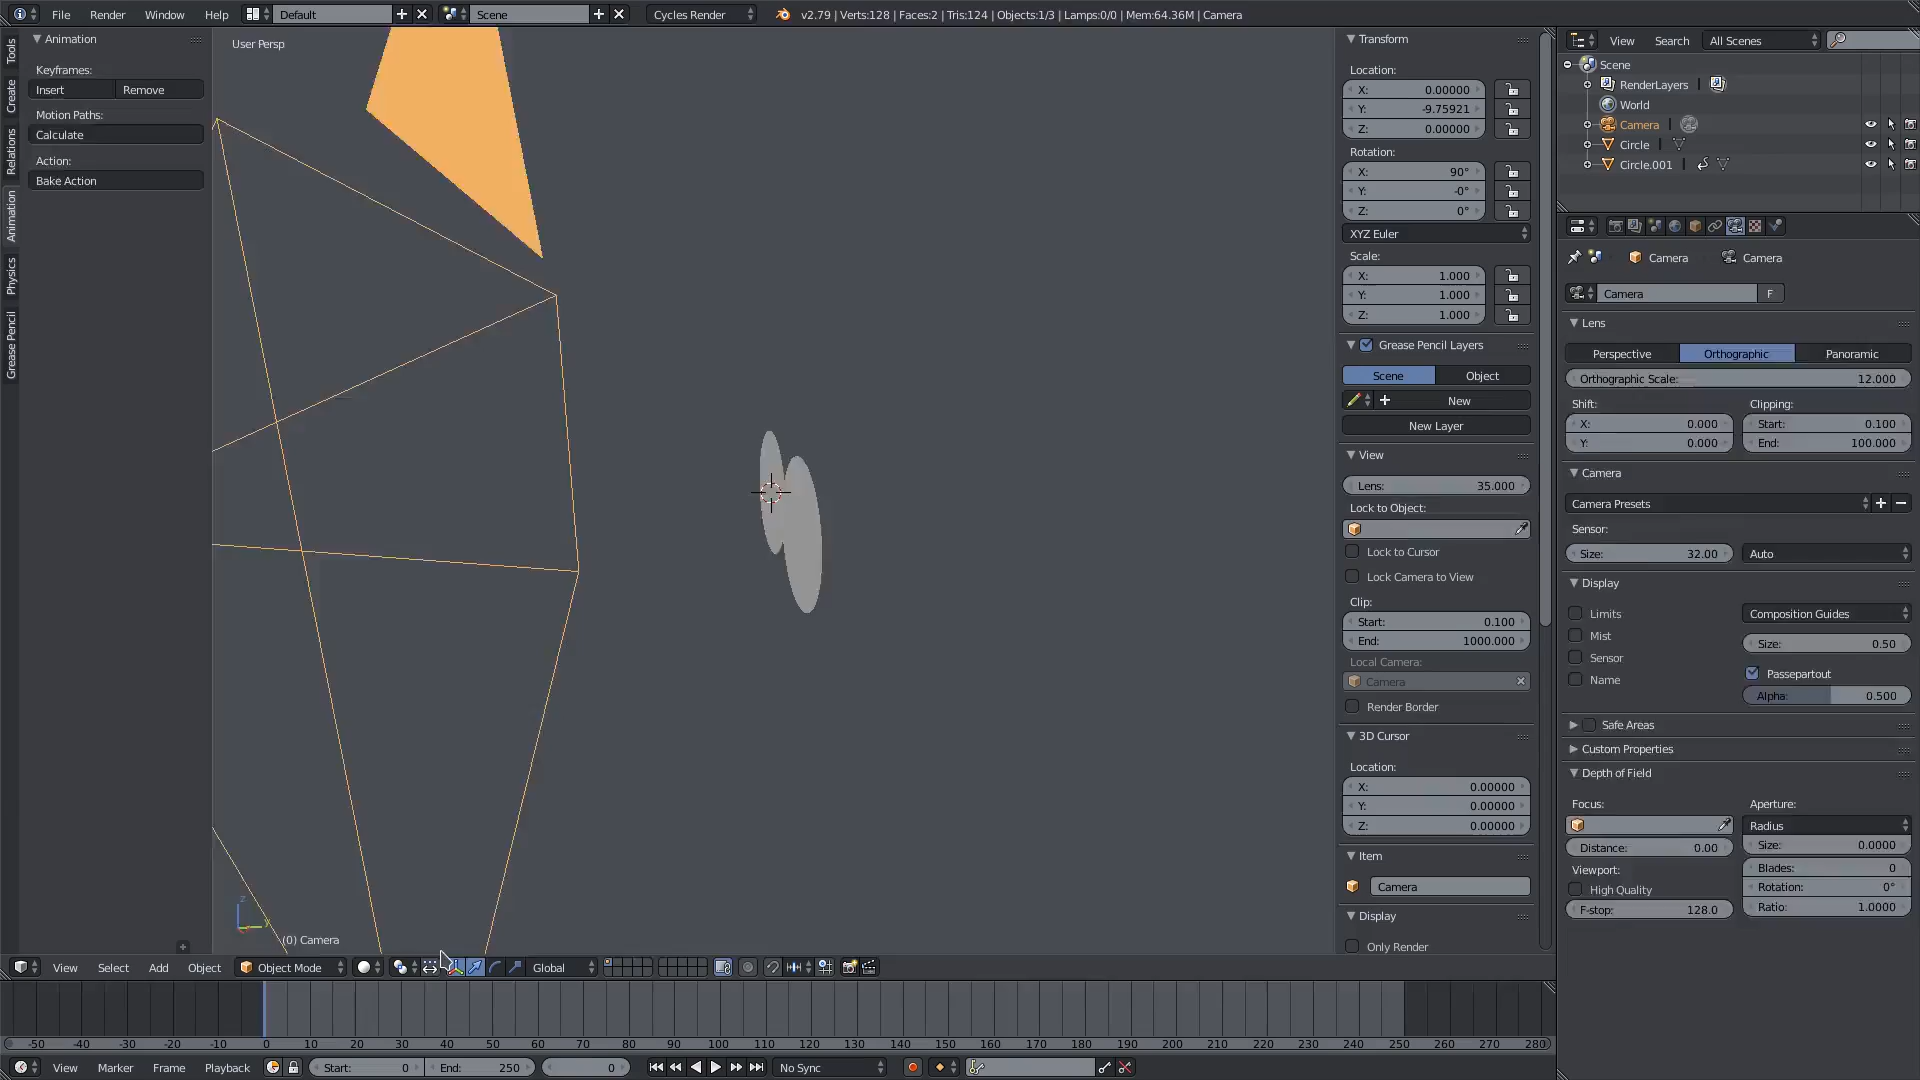 File Render Window Help Default Scene Cycles Render v2.79 | Verts:128 | Faces:2 | Tris:124 | Objects:1/3 | Lamps:0/0 | Mem:64.36M | Camera
Tools
Create
Relations
Animation
Physics
Grease Pencil
Animation
Keyframes:
Insert Remove
Motion Paths:
Calculate
Action:
Bake Action
User Persp
z
y
(0) Camera
Transform
Location:
X: 0.00000
Y: -9.75921
Z: 0.00000
Rotation:
X: 90°
Y: -0°
Z: 0°
XYZ Euler
Scale:
X: 1.000
Y: 1.000
Z: 1.000
Grease Pencil Layers
Scene Object
New
New Layer
View
Lens: 35.000
Lock to Object:
Lock to Cursor
Lock Camera to View
Clip:
Start: 0.100
End: 1000.000
Local Camera:
Camera
Render Border
3D Cursor
Location:
X: 0.00000
Y: 0.00000
Z: 0.00000
Item
Camera
Display
Only Render
View Search All Scenes
Scene
RenderLayers
World
Camera
Circle
Circle.001
Camera Camera
Camera F
Lens
Perspective Orthographic Panoramic
Orthographic Scale: 12.000
Shift: Clipping:
X: 0.000 Start: 0.100
Y: 0.000 End: 100.000
Camera
Camera Presets
Sensor:
Size: 32.00 Auto
Display
Limits Composition Guides
Mist Size: 0.50
Sensor Passepartout
Name Alpha: 0.500
Safe Areas
Custom Properties
Depth of Field
Focus: Aperture:
Radius
Distance: 0.00 Size: 0.0000
Viewport: Blades: 0
High Quality Rotation: 0°
F-stop: 128.0 Ratio: 1.0000
View Select Add Object Object Mode Global
-50 -40 -30 -20 -10 0 10 20 30 40 50 60 70 80 90 100 110 120 130 140 150 160 170 180 190 200 210 220 230 240 250 260 270 280
View Marker Frame Playback Start: 0 End: 250 0 No Sync